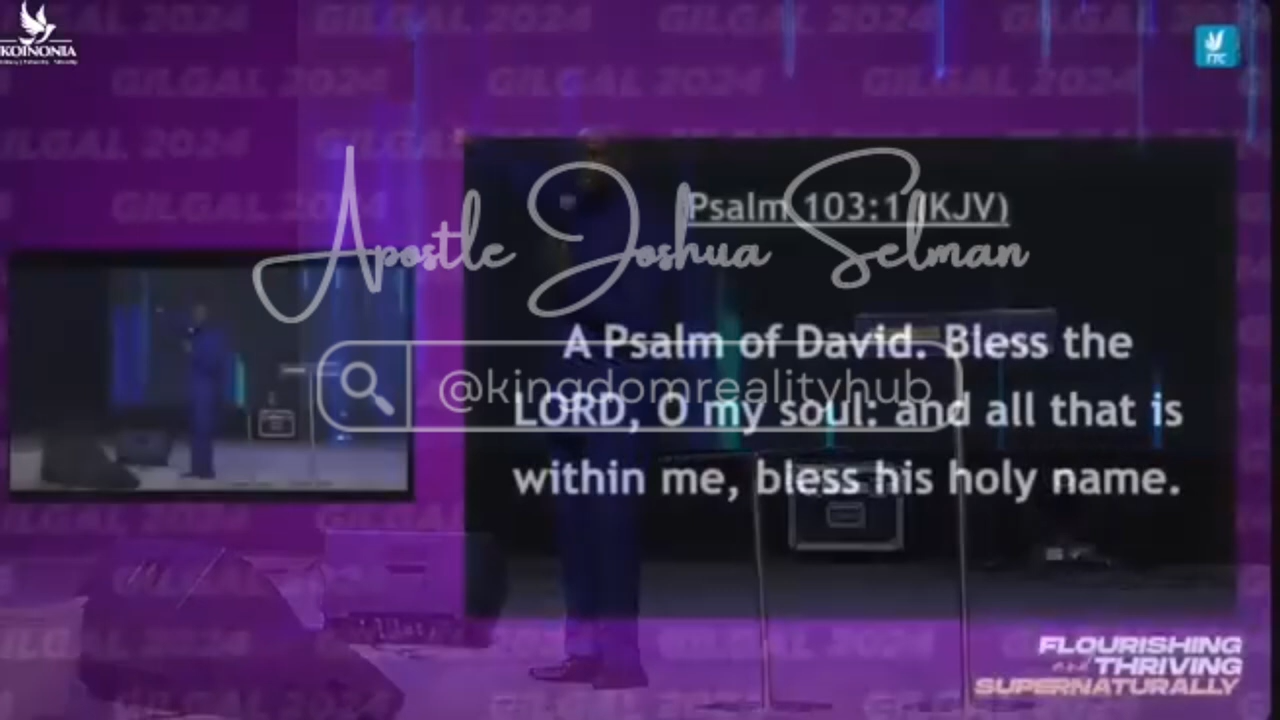 KOINONIA
GILGAL 2024
Apostle Joshua Selman
@kingdomrealityhub
Psalm 103:1 (KJV)
A Psalm of David. Bless the
LORD, O my soul: and all that is
within me, bless his holy name.
FLOURISHING
and THRIVING
SUPERNATURALLY